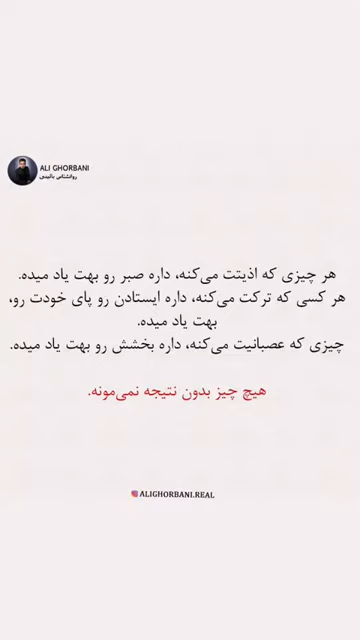 ALI GHORBANI
روانشناس بالینی
هر چیزی که اذیتت می‌کنه، داره صبر رو بهت یاد میده.
هر کسی که ترکت می‌کنه، داره ایستادن رو پای خودت رو،
بهت یاد میده.
چیزی که عصبانیت می‌کنه، داره بخشش رو بهت یاد میده.
هیچ چیز بدون نتیجه نمی‌مونه.
ALIGHORBANI.REAL